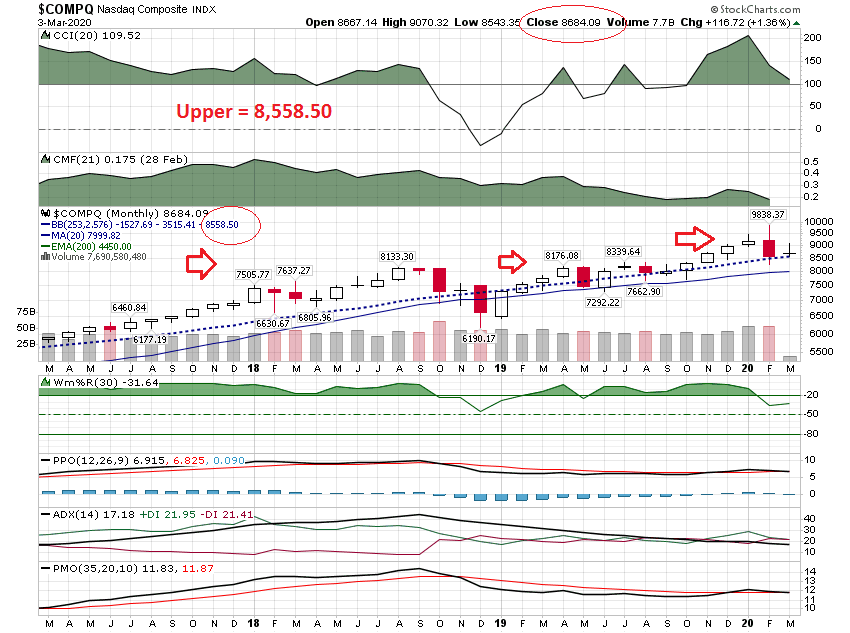 $COMPQ Nasdaq Composite INDX
© StockCharts.com
3-Mar-2020
Open 8667.14 High 9070.32 Low 8543.35 Close 8684.09 Volume 7.7B Chg +116.72 (+1.36%)
CCI(20) 109.52
200
150
100
50
0
Upper = 8,558.50
CMF(21) 0.175 (28 Feb)
0.5
0.4
0.3
0.2
$COMPQ (Monthly) 8684.09
BB(253,2.576) -1527.69 - 3515.41 - 8558.50
MA(20) 7999.82
EMA(200) 4450.00
Volume 7,690,580,480
9838.37
8133.30
8176.08
8339.64
7505.77
7637.27
7662.90
7292.22
6460.84
6630.67
6805.96
6177.19
6190.17
10000
9500
9000
8500
8000
7500
7000
6500
6000
5500
75B
50B
25B
M A M J J A S O N D 18 F M A M J J A S O N D 19 F M A M J J A S O N D 20 F M
Wm%R(30) -31.64
-20
-50
-80
PPO(12,26,9) 6.915, 6.825, 0.090
10
5
0
ADX(14) 17.18 +DI 21.95 -DI 21.41
40
30
20
10
PMO(35,20,10) 11.83, 11.87
14
13
12
11
10
M A M J J A S O N D 18 F M A M J J A S O N D 19 F M A M J J A S O N D 20 F M